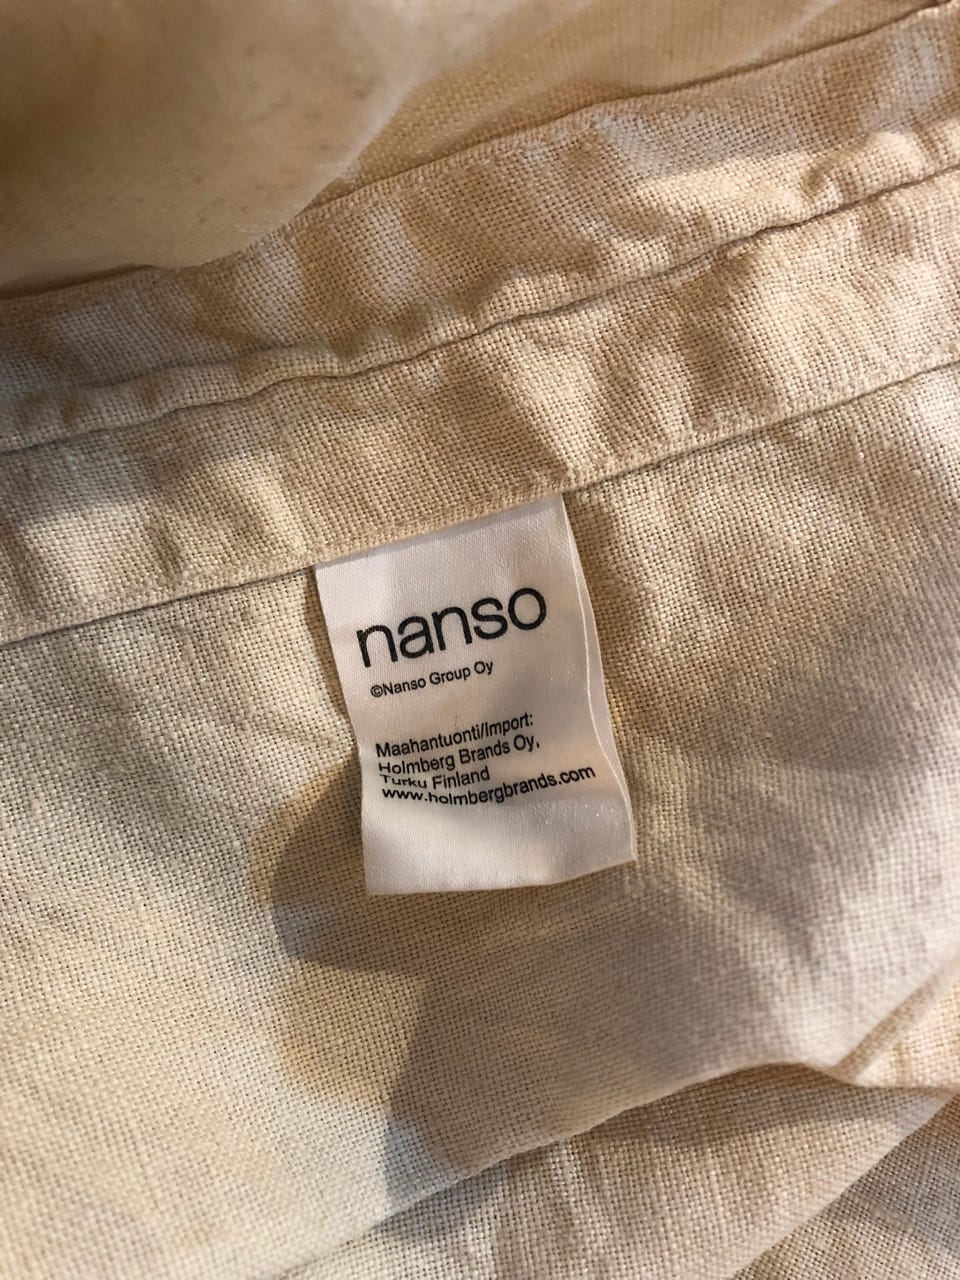 nanso
©Nanso Group Oy
Maahantuonti/Import:
Holmberg Brands Oy,
Turku Finland
www.holmbergbrands.com